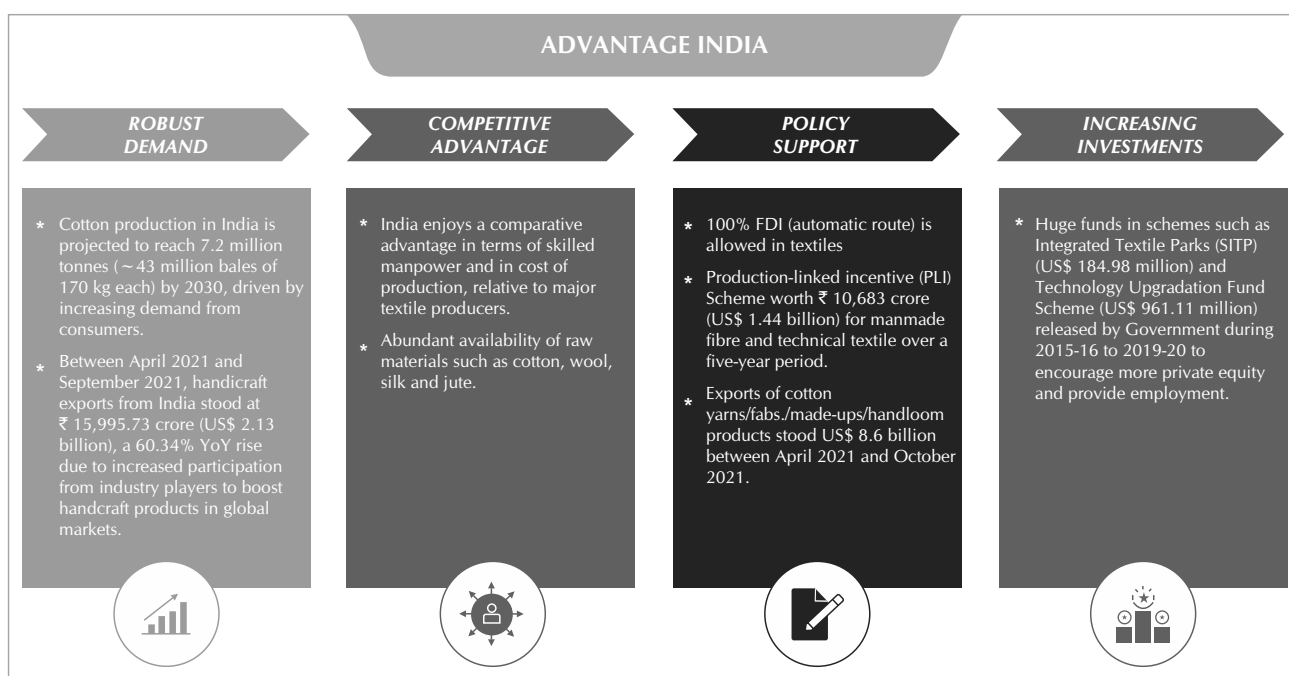 ADVANTAGE INDIA
ROBUST
DEMAND
* Cotton production in India is
projected to reach 7.2 million
tonnes (~43 million bales of
170 kg each) by 2030, driven by
increasing demand from
consumers.
* Between April 2021 and
September 2021, handicraft
exports from India stood at
₹ 15,995.73 crore (US$ 2.13
billion), a 60.34% YoY rise
due to increased participation
from industry players to boost
handcraft products in global
markets.
COMPETITIVE
ADVANTAGE
* India enjoys a comparative
advantage in terms of skilled
manpower and in cost of
production, relative to major
textile producers.
* Abundant availability of raw
materials such as cotton, wool,
silk and jute.
POLICY
SUPPORT
* 100% FDI (automatic route) is
allowed in textiles
* Production-linked incentive (PLI)
Scheme worth ₹ 10,683 crore
(US$ 1.44 billion) for manmade
fibre and technical textile over a
five-year period.
* Exports of cotton
yarns/fabs./made-ups/handloom
products stood US$ 8.6 billion
between April 2021 and October
2021.
INCREASING
INVESTMENTS
* Huge funds in schemes such as
Integrated Textile Parks (SITP)
(US$ 184.98 million) and
Technology Upgradation Fund
Scheme (US$ 961.11 million)
released by Government during
2015-16 to 2019-20 to
encourage more private equity
and provide employment.